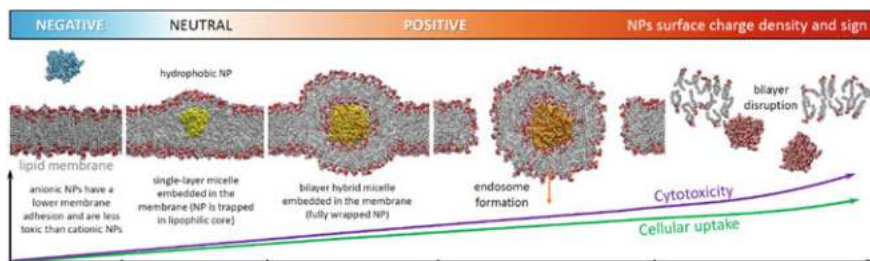 NEGATIVE
NEUTRAL
POSITIVE
NPs surface charge density and sign
hydrophobic NP
bilayer
disruption
lipid membrane
anionic NPs have a
lower membrane
adhesion and are less
toxic than cationic NPs
single-layer micelle
embedded in the
membrane (NP is trapped
in lipophilic core)
bilayer hybrid micelle
embedded in the membrane
(fully wrapped NP)
endosome
formation
Cytotoxicity
Cellular uptake